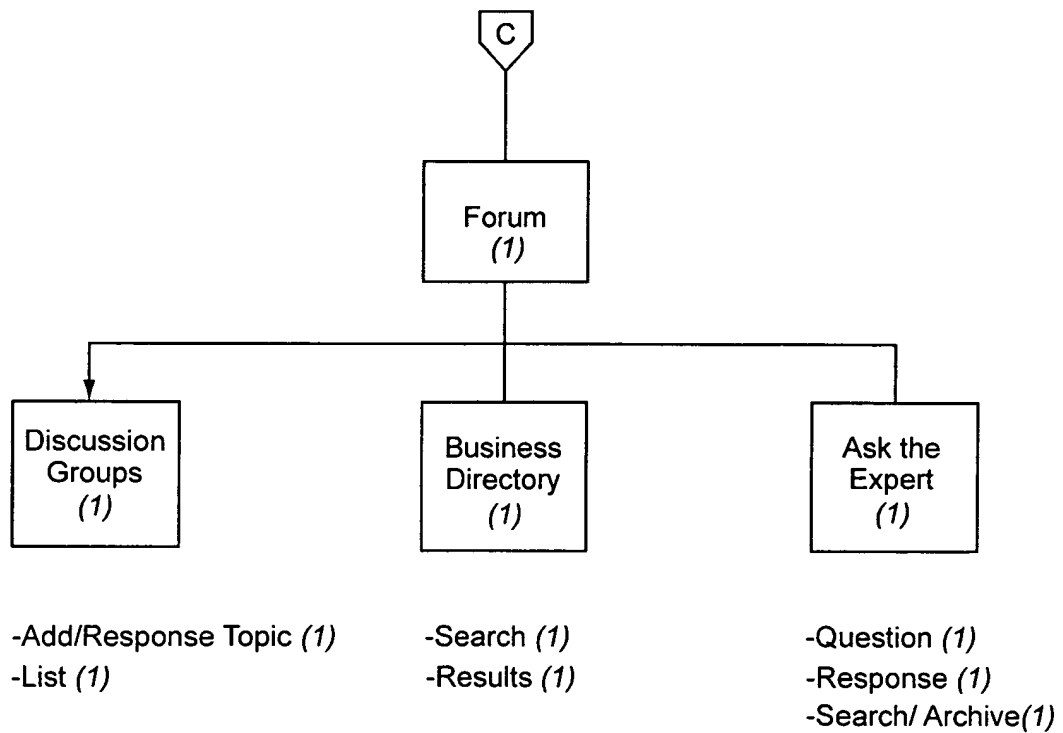 C
Forum
(1)
Discussion
Groups
(1)
Business
Directory
(1)
Ask the
Expert
(1)
-Add/Response Topic (1)
-List (1)
-Search (1)
-Results (1)
-Question (1)
-Response (1)
-Search/ Archive(1)